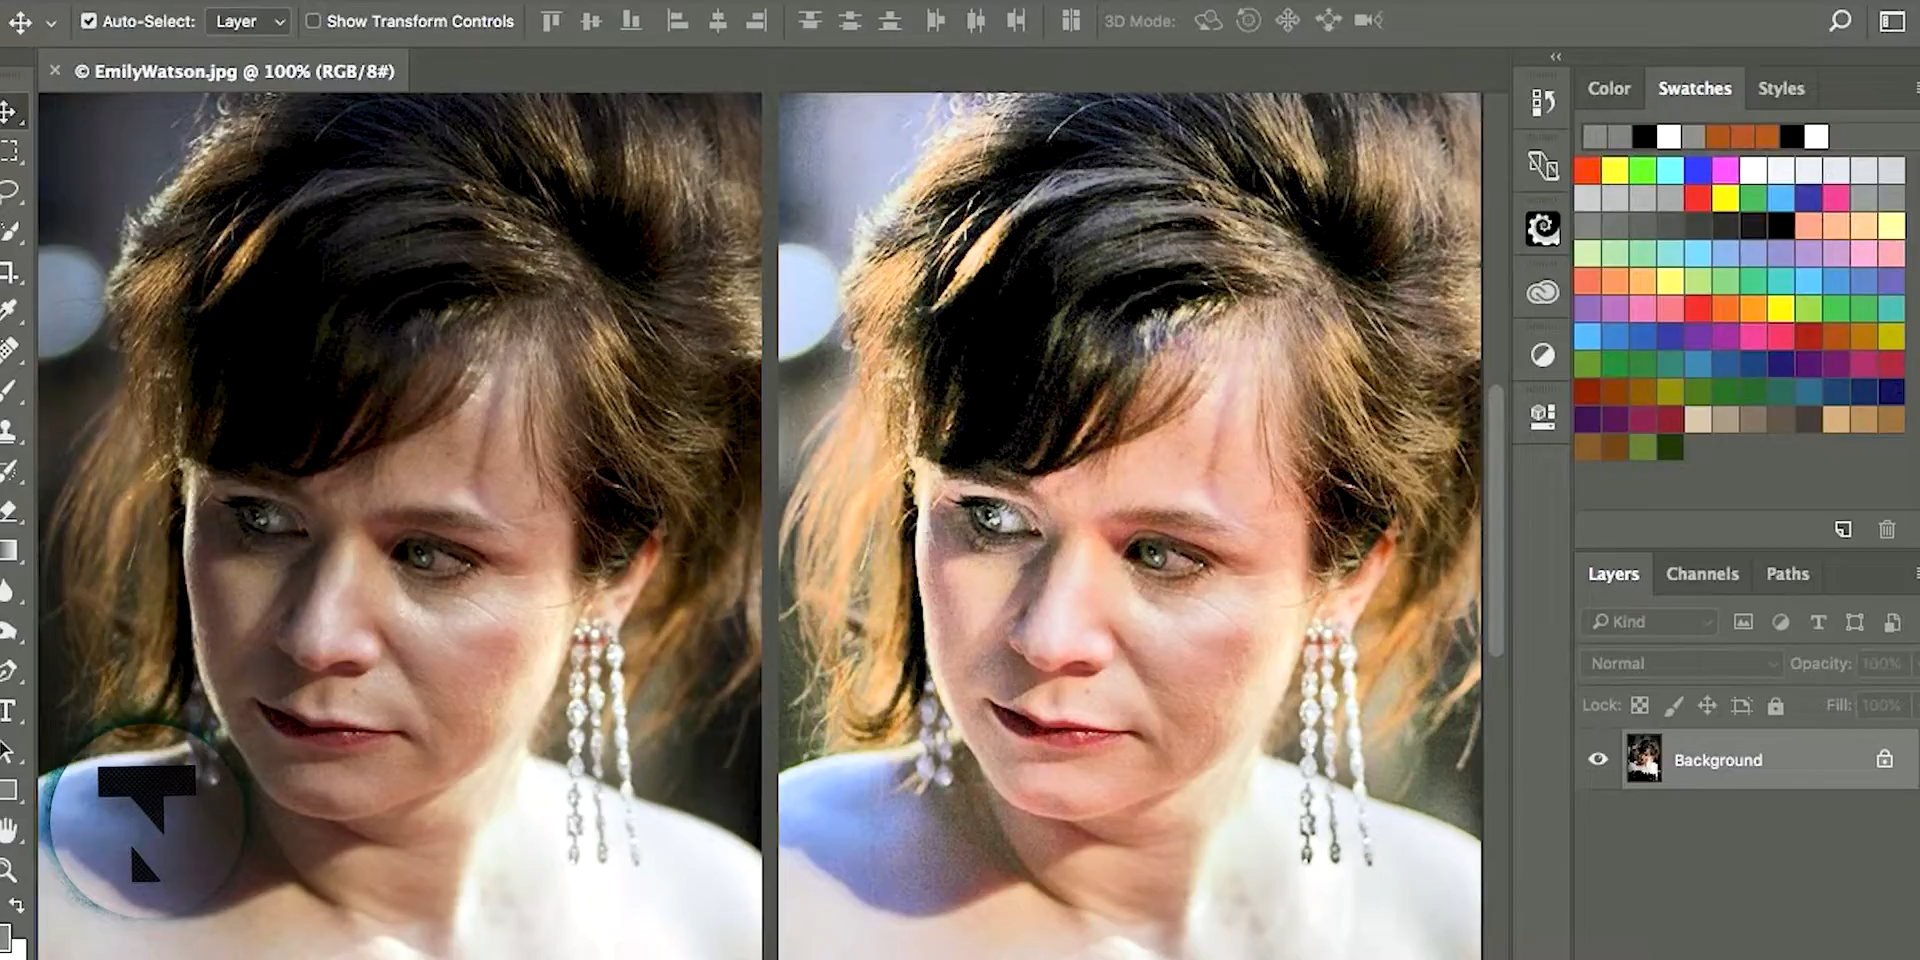 Auto-Select: Layer Show Transform Controls 3D Mode:
© EmilyWatson.jpg @ 100% (RGB/8#)
Color Swatches Styles
Layers Channels Paths
Kind
Normal Opacity: 100%
Lock: Fill: 100%
Background